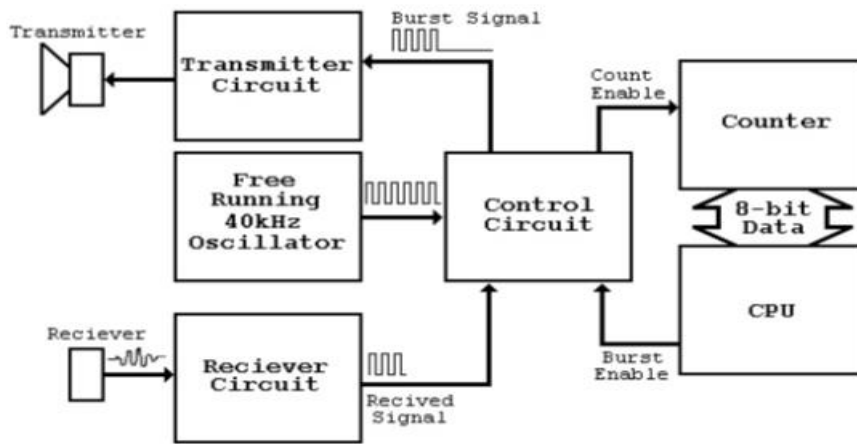 Burst Signal
Transmitter
Transmitter
Circuit
Count
Enable
Counter
Free
Running
40kHz
Oscillator
Control
Circuit
8-bit
Data
CPU
Reciever
Reciever
Circuit
Burst
Enable
Recived
Signal